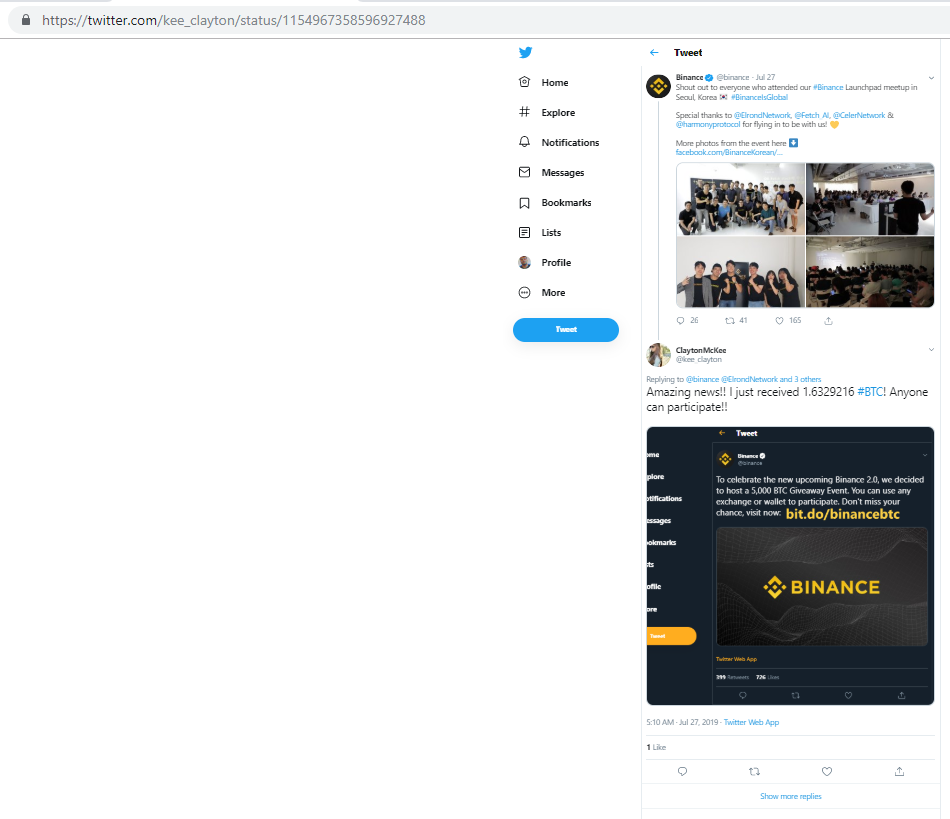 https://twitter.com/kee_clayton/status/1154967358596927488
Home
Explore
Notifications
Messages
Bookmarks
Lists
Profile
More
Tweet
Tweet
Binance @binance · Jul 27
Shout out to everyone who attended our #Binance Launchpad meetup in
Seoul, Korea 🇰🇷 #BinanceIsGlobal
Special thanks to @ElrondNetwork, @Fetch_AI, @CelerNetwork &
@harmonyprotocol for flying in to be with us! 💛
More photos from the event here ⬇️
facebook.com/BinanceKorean/...
26 41 165
ClaytonMcKee
@kee_clayton
Replying to @binance @ElrondNetwork and 3 others
Amazing news!! I just received 1.6329216 #BTC! Anyone
can participate!!
Tweet
ome
plore
otifications
essages
ookmarks
sts
ofile
ore
Tweet
Binance
@binance
To celebrate the new upcoming Binance 2.0, we decided
to host a 5,000 BTC Giveaway Event. You can use any
exchange or wallet to participate. Don't miss your
chance, visit now: bit.do/binancebtc
BINANCE
Twitter Web App
399 Retweets 726 Likes
5:10 AM · Jul 27, 2019 · Twitter Web App
1 Like
Show more replies